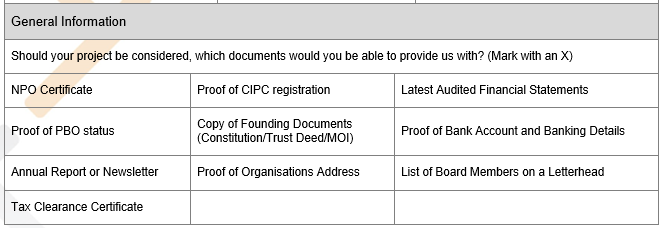 General Information
Should your project be considered, which documents would you be able to provide us with? (Mark with an X)
NPO Certificate
Proof of CIPC registration
Latest Audited Financial Statements
Proof of PBO status
Copy of Founding Documents
(Constitution/Trust Deed/MOI)
Proof of Bank Account and Banking Details
Annual Report or Newsletter
Proof of Organisations Address
List of Board Members on a Letterhead
Tax Clearance Certificate